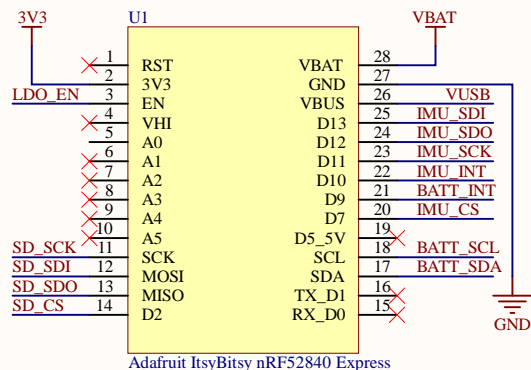 3V3
U1
VBAT
1 RST VBAT 28
2 3V3 GND 27
LDO_EN 3 EN VBUS 26 VUSB
4 VHI D13 25 IMU_SDI
5 A0 D12 24 IMU_SDO
6 A1 D11 23 IMU_SCK
7 A2 D10 22 IMU_INT
8 A3 D9 21 BATT_INT
9 A4 D7 20 IMU_CS
10 A5 D5_5V 19
SD_SCK 11 SCK SCL 18 BATT_SCL
SD_SDI 12 MOSI SDA 17 BATT_SDA
SD_SDO 13 MISO TX_D1 16
SD_CS 14 D2 RX_D0 15
GND
Adafruit ItsyBitsy nRF52840 Express